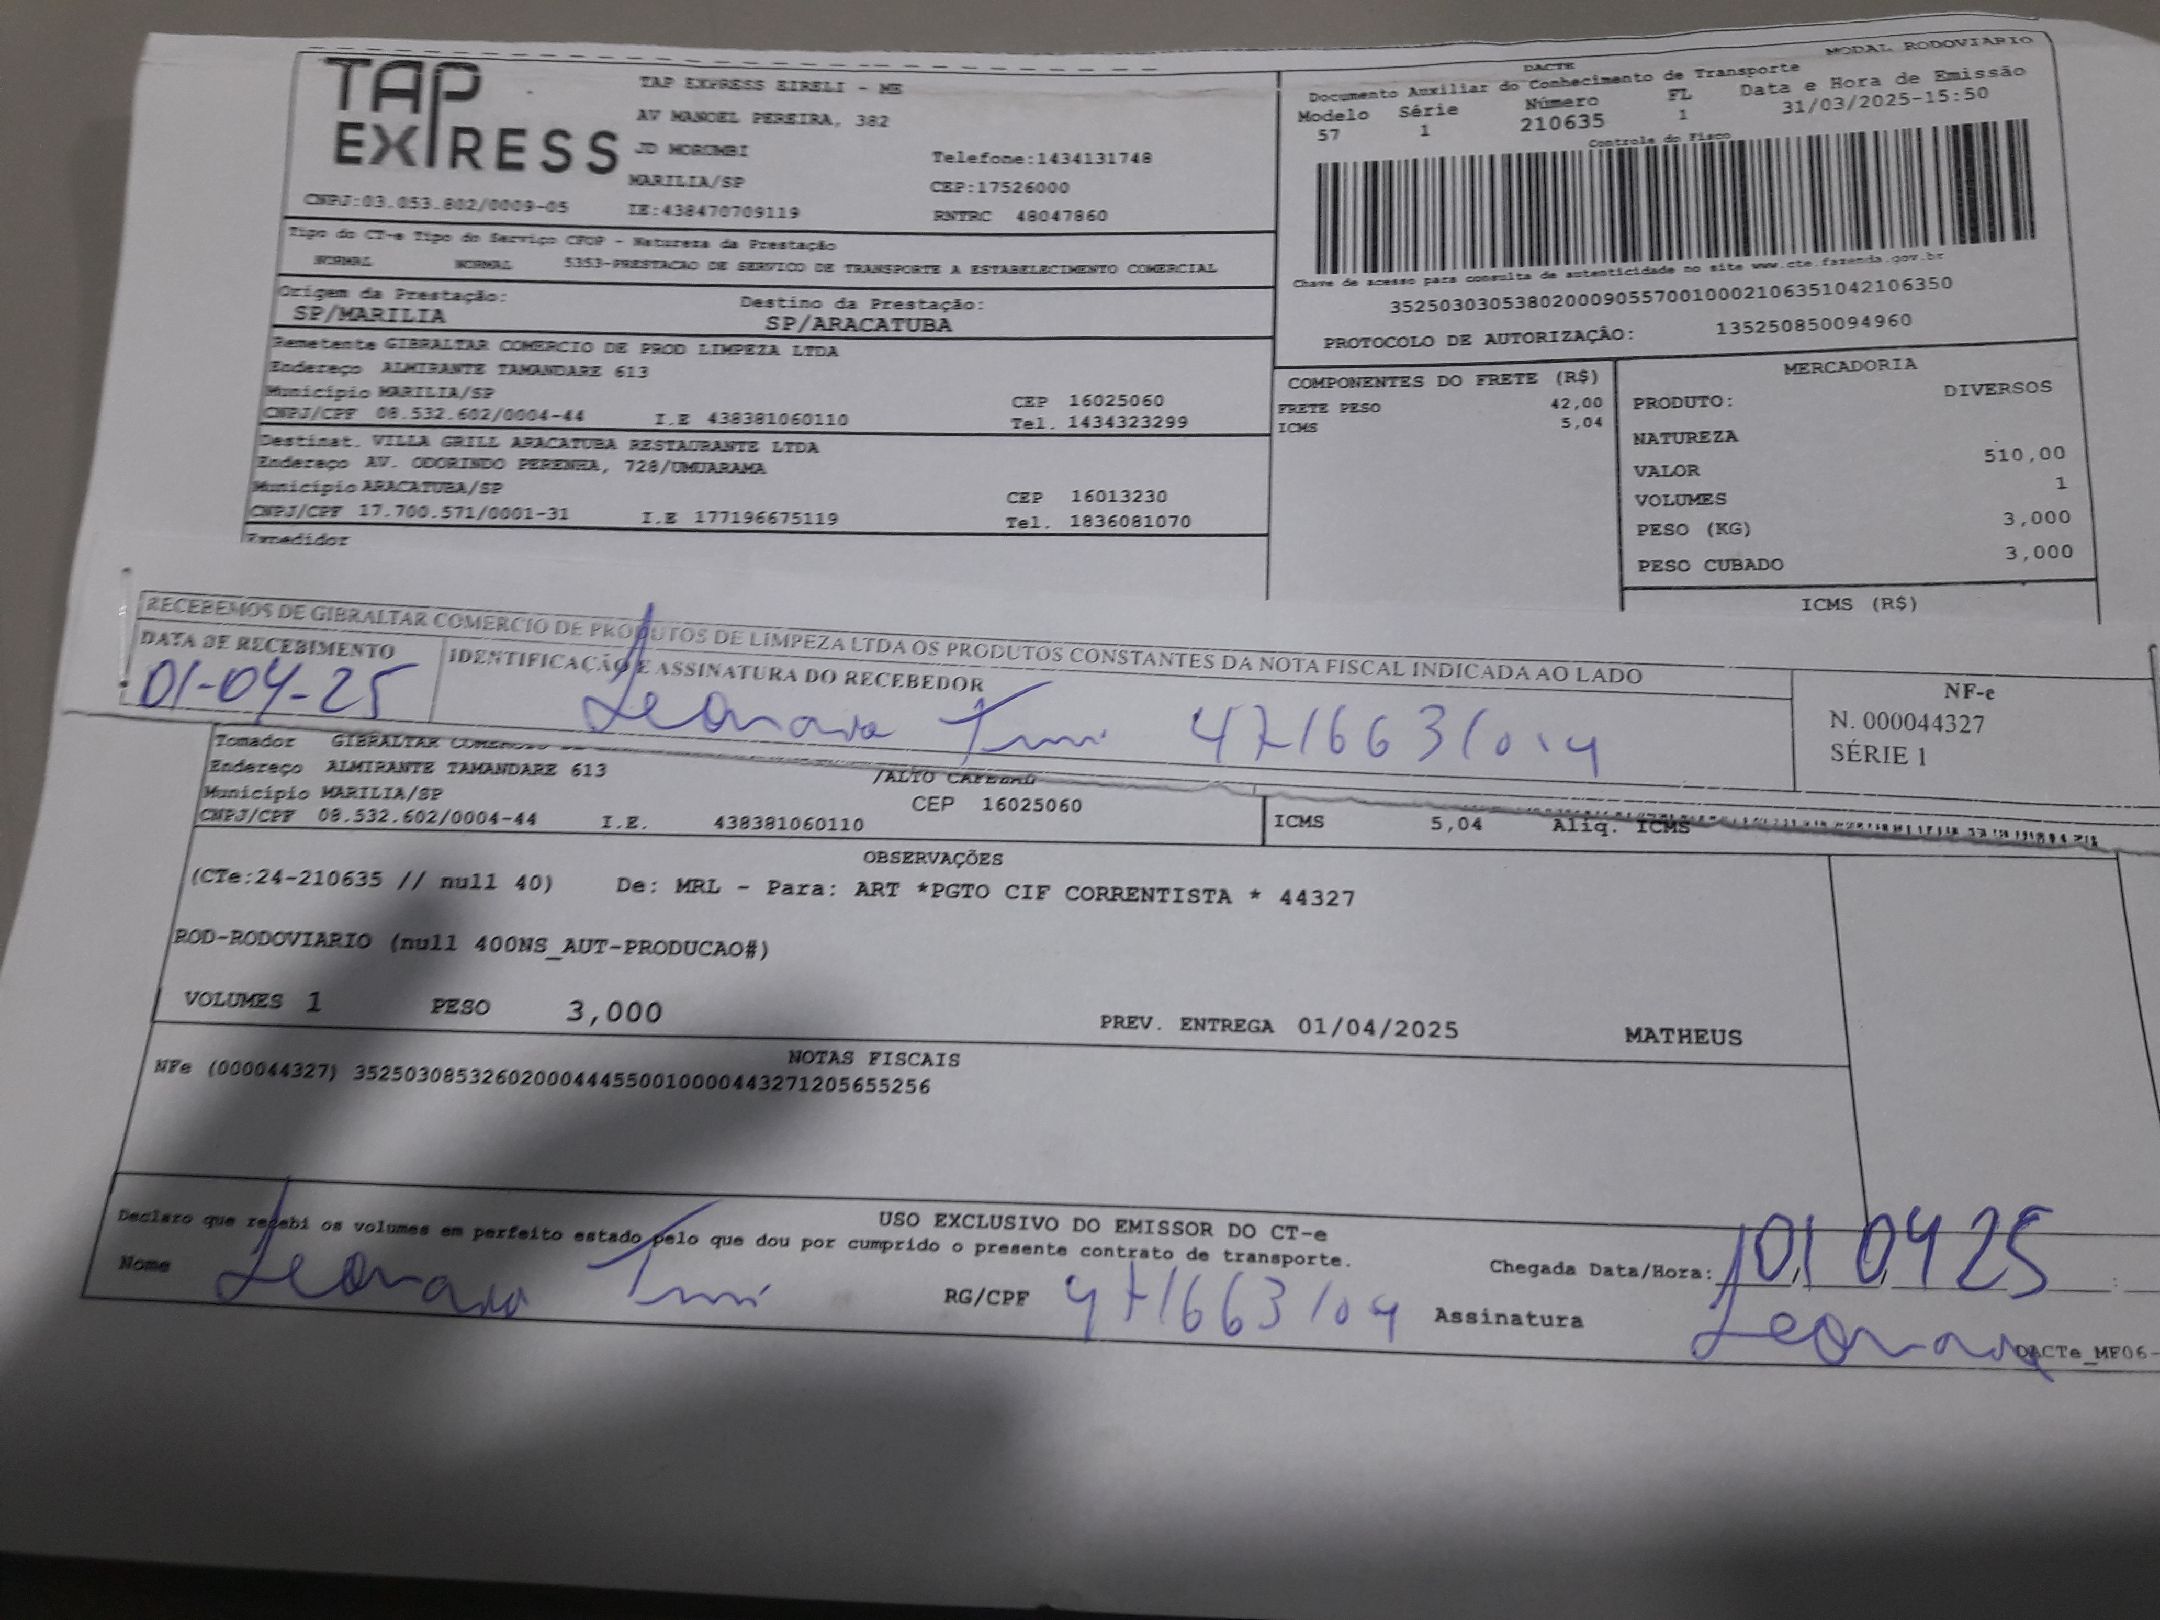 TAP EXPRESS
TAP EXPRESS EIRELI - ME
AV MANOEL PEREIRA, 382
JD MOROMBI
Telefone:1434131748
MARILIA/SP
CEP:17526000
CNPJ:03.053.802/0009-05 IE:438470709119 RNTRC 48047860
MODAL RODOVIARIO
DACTE
Documento Auxiliar do Conhecimento de Transporte
Modelo Série Número FL Data e Hora de Emissão
57 1 210635 1 31/03/2025-15:50
Controle do Fisco
Chave de acesso para consulta de autenticidade no site www.cte.fazenda.gov.br
35250303053802000905570010002106351042106350
PROTOCOLO DE AUTORIZAÇÃO: 135250850094960
Tipo do CT-e Tipo do Serviço CFOP - Natureza da Prestação
NORMAL NORMAL 5353-PRESTACAO DE SERVICO DE TRANSPORTE A ESTABELECIMENTO COMERCIAL
Origem da Prestação: Destino da Prestação:
SP/MARILIA SP/ARACATUBA
Remetente GIBRALTAR COMERCIO DE PROD LIMPEZA LTDA
Endereço ALMIRANTE TAMANDARE 613
Município MARILIA/SP CEP 16025060
CNPJ/CPF 08.532.602/0004-44 I.E 438381060110 Tel. 1434323299
Destinat. VILLA GRILL ARACATUBA RESTAURANTE LTDA
Endereço AV. ODORINDO PERENHA, 728/UMUARAMA
Município ARACATUBA/SP CEP 16013230
CNPJ/CPF 17.700.571/0001-31 I.E 177196675119 Tel. 1836081070
Expedidor
COMPONENTES DO FRETE (R$)
FRETE PESO 42,00
ICMS 5,04
MERCADORIA
PRODUTO: DIVERSOS
NATUREZA
VALOR 510,00
VOLUMES 1
PESO (KG) 3,000
PESO CUBADO 3,000
ICMS (R$)
RECEBEMOS DE GIBRALTAR COMERCIO DE PRODUTOS DE LIMPEZA LTDA OS PRODUTOS CONSTANTES DA NOTA FISCAL INDICADA AO LADO
DATA DE RECEBIMENTO IDENTIFICAÇÃO E ASSINATURA DO RECEBEDOR
01-04-25
NF-e
N. 000044327
SÉRIE 1
Tomador GIBRALTAR COMERCIO
Endereço ALMIRANTE TAMANDARE 613 /ALTO CAFEZAL
Município MARILIA/SP CEP 16025060
CNPJ/CPF 08.532.602/0004-44 I.E. 438381060110
ICMS 5,04 Aliq. ICMS
OBSERVAÇÕES
(CTe:24-210635 // null 40) De: MRL - Para: ART *PGTO CIF CORRENTISTA * 44327
ROD-RODOVIARIO (null 400NS_AUT-PRODUCAO#)
VOLUMES 1 PESO 3,000 PREV. ENTREGA 01/04/2025 MATHEUS
NOTAS FISCAIS
NFe (000044327) 35250308532602000444550010000443271205655256
USO EXCLUSIVO DO EMISSOR DO CT-e
Declaro que recebi os volumes em perfeito estado pelo que dou por cumprido o presente contrato de transporte.
Nome RG/CPF Assinatura
Chegada Data/Hora: 01 04 25
DACTe_MF06-